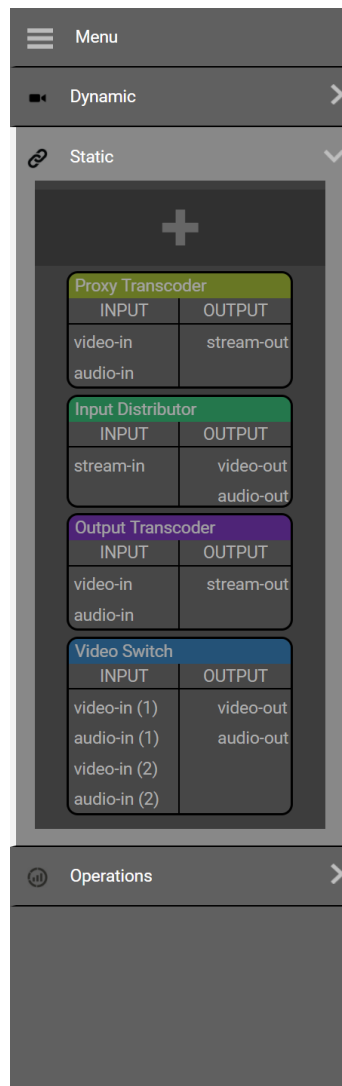 Menu
Dynamic
Static
Proxy Transcoder
INPUT OUTPUT
video-in stream-out
audio-in
Input Distributor
INPUT OUTPUT
stream-in video-out
audio-out
Output Transcoder
INPUT OUTPUT
video-in stream-out
audio-in
Video Switch
INPUT OUTPUT
video-in (1) video-out
audio-in (1) audio-out
video-in (2)
audio-in (2)
Operations